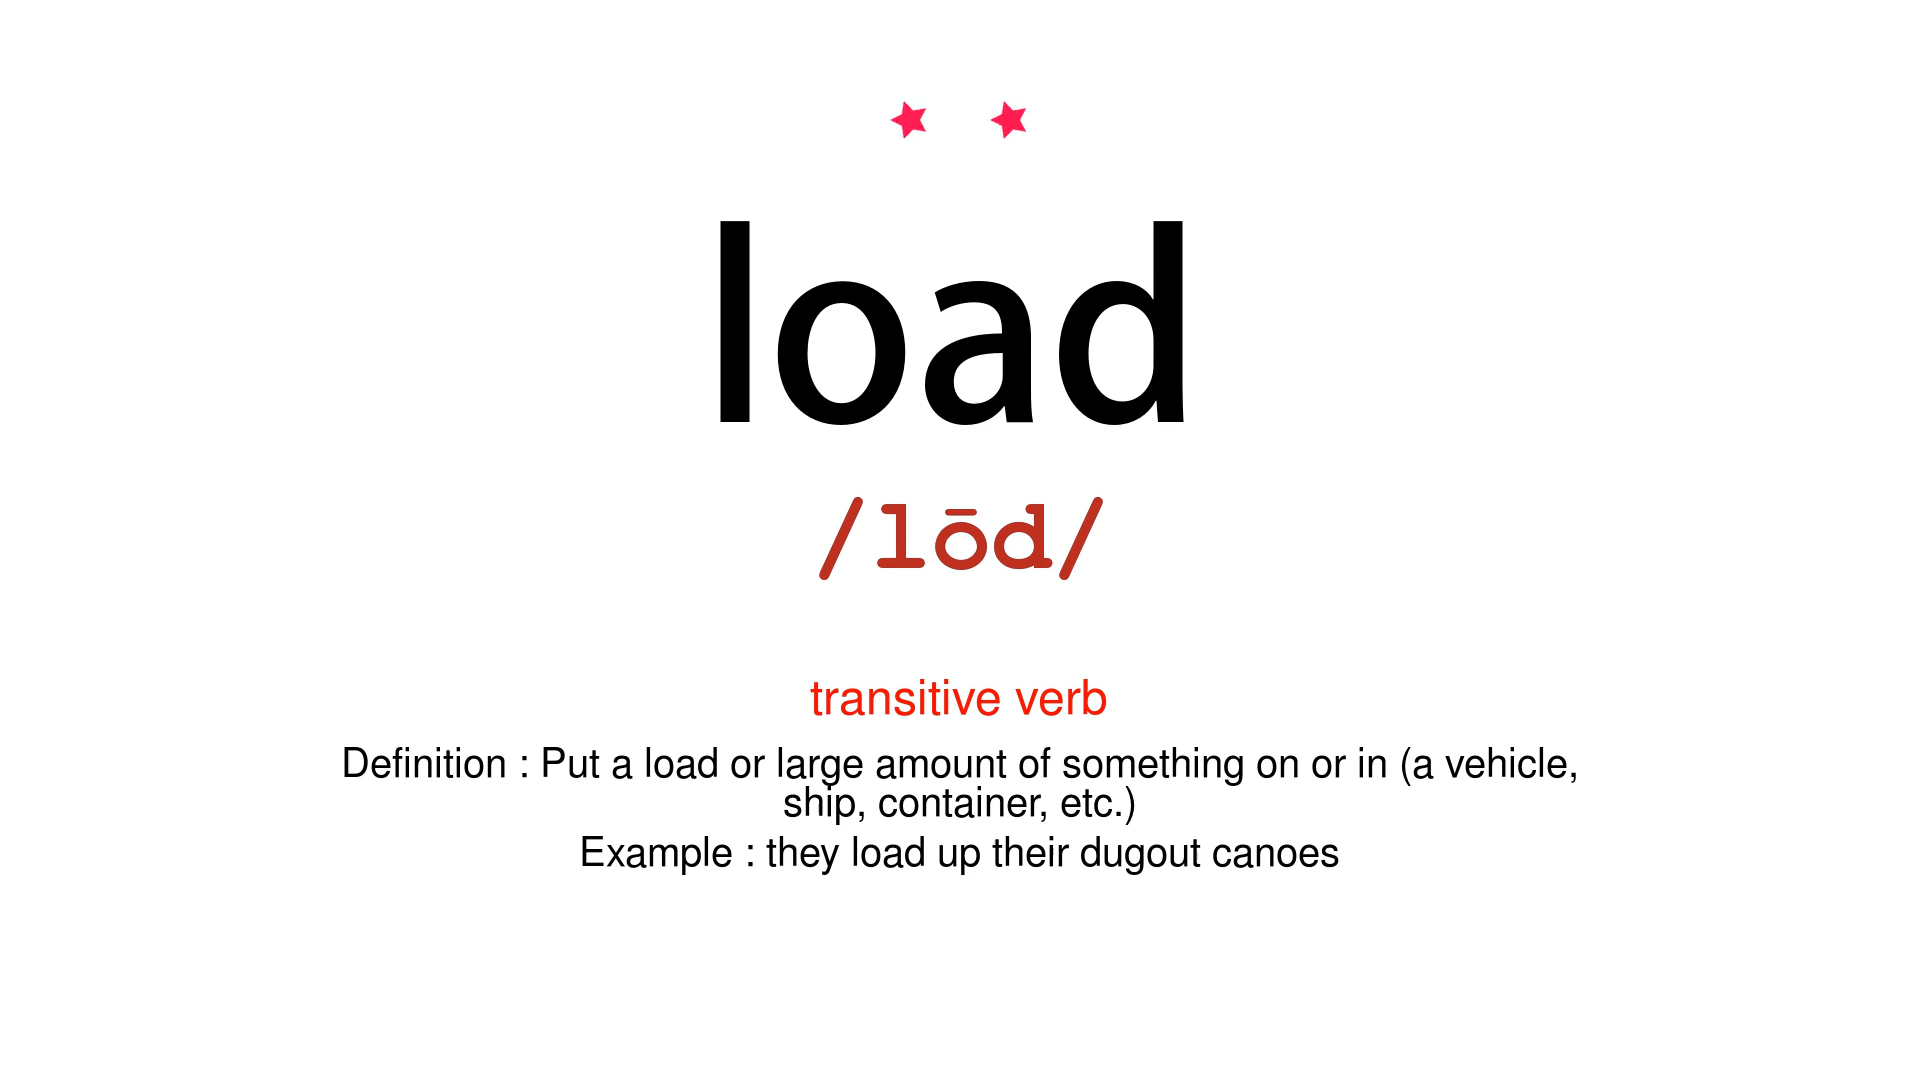 load
/lōd/
transitive verb
Definition : Put a load or large amount of something on or in (a vehicle,
ship, container, etc.)
Example : they load up their dugout canoes